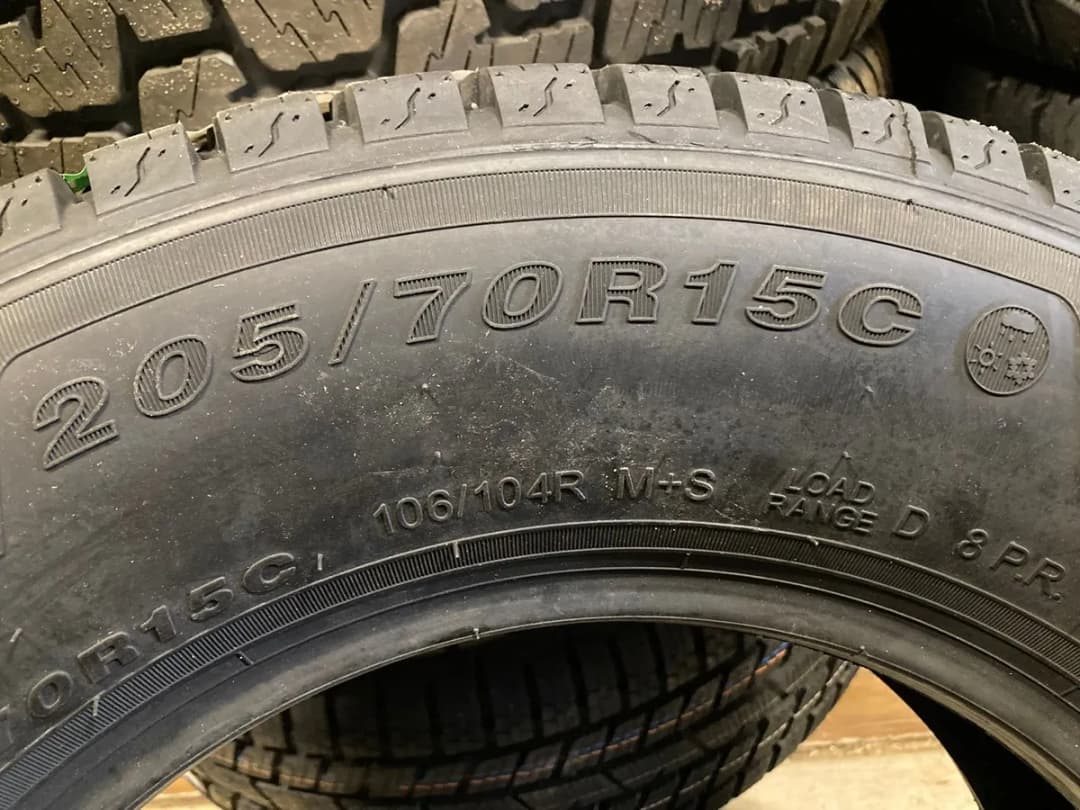 205/70R15C
106/104R M+S LOAD RANGE D 8 P.R.
70R15C